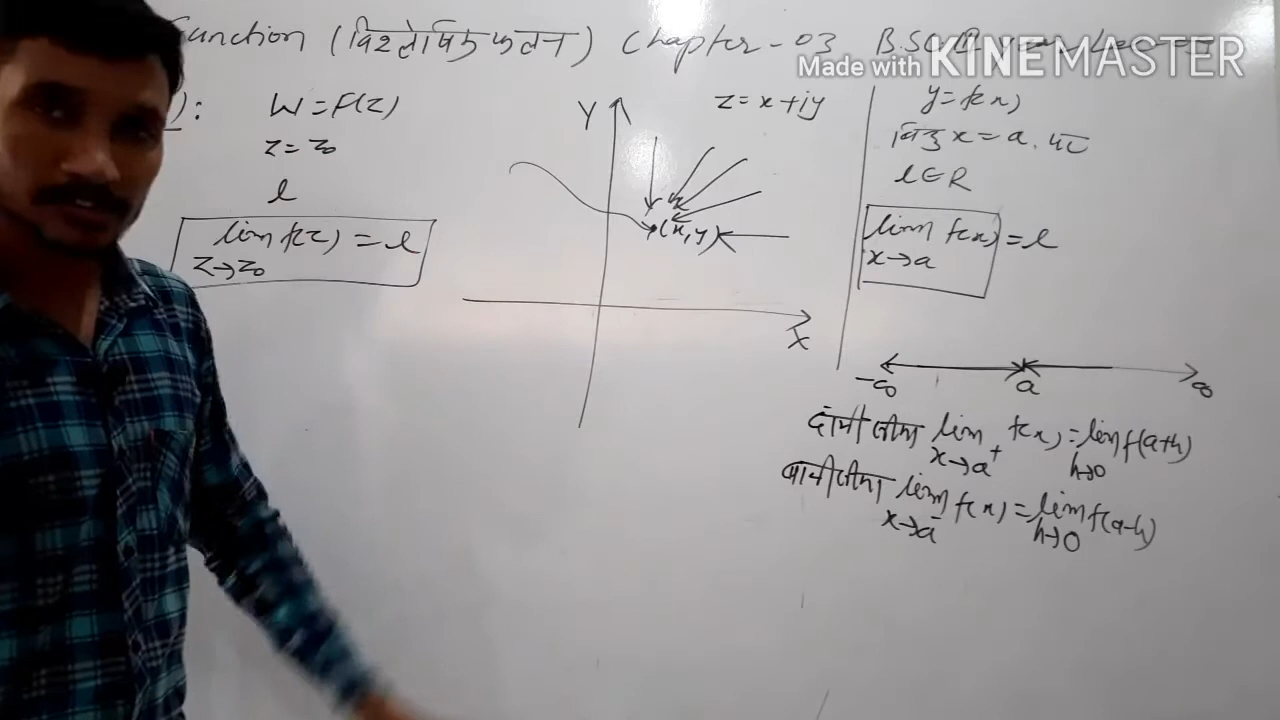 Function (विश्लेषिक फलन) Chapter-03 B.SC
Made with KINEMASTER
): W = F(z)
z = z₀
l
lim f(z) = l
z→z₀
Y
z = x+iy
(x,y)
X
y = f(x)
बिन्दु x = a. पर
l∈R
lim f(x) = l
x→a
-∞ a ∞
दायी सीमा lim f(x) = lim f(a+h)
x→a⁺ h→0
बायी सीमा lim f(x) = lim f(a-h)
x→a⁻ h→0